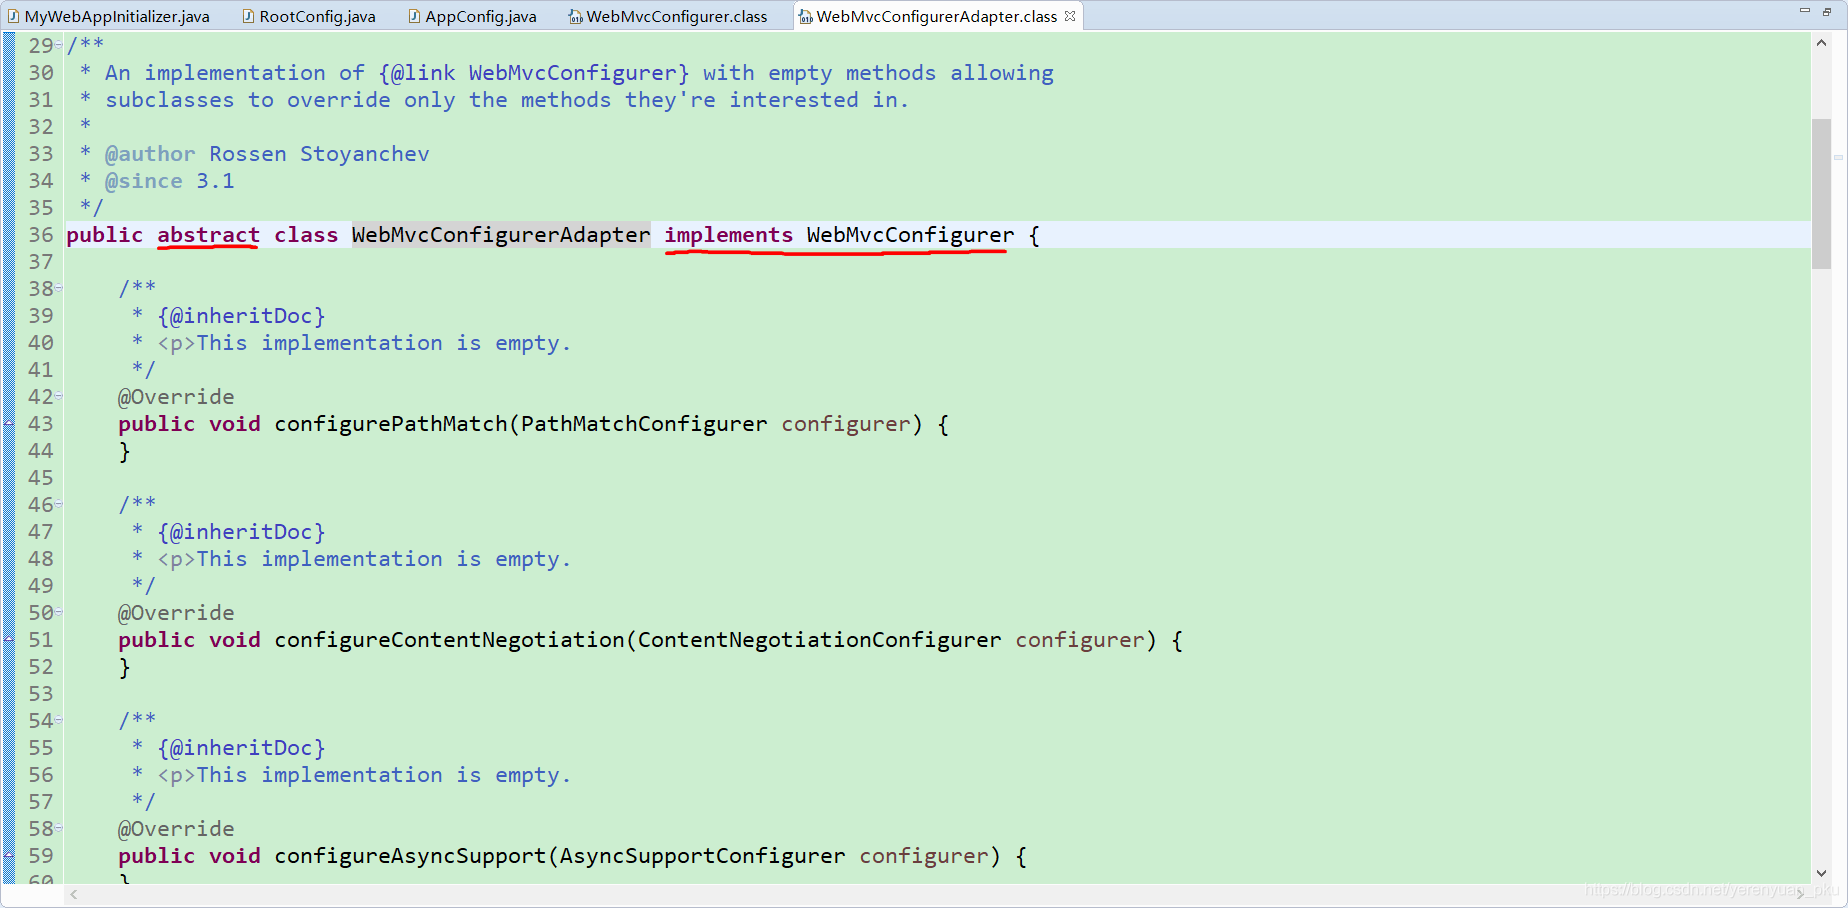 MyWebAppInitializer.java RootConfig.java AppConfig.java WebMvcConfigurer.class WebMvcConfigurerAdapter.class
29 /**
30 * An implementation of {@link WebMvcConfigurer} with empty methods allowing
31 * subclasses to override only the methods they're interested in.
32 *
33 * @author Rossen Stoyanchev
34 * @since 3.1
35 */
36 public abstract class WebMvcConfigurerAdapter implements WebMvcConfigurer {
37
38 /**
39 * {@inheritDoc}
40 * <p>This implementation is empty.
41 */
42 @Override
43 public void configurePathMatch(PathMatchConfigurer configurer) {
44 }
45
46 /**
47 * {@inheritDoc}
48 * <p>This implementation is empty.
49 */
50 @Override
51 public void configureContentNegotiation(ContentNegotiationConfigurer configurer) {
52 }
53
54 /**
55 * {@inheritDoc}
56 * <p>This implementation is empty.
57 */
58 @Override
59 public void configureAsyncSupport(AsyncSupportConfigurer configurer) {
60 }
https://blog.csdn.net/yerenyuan_pku